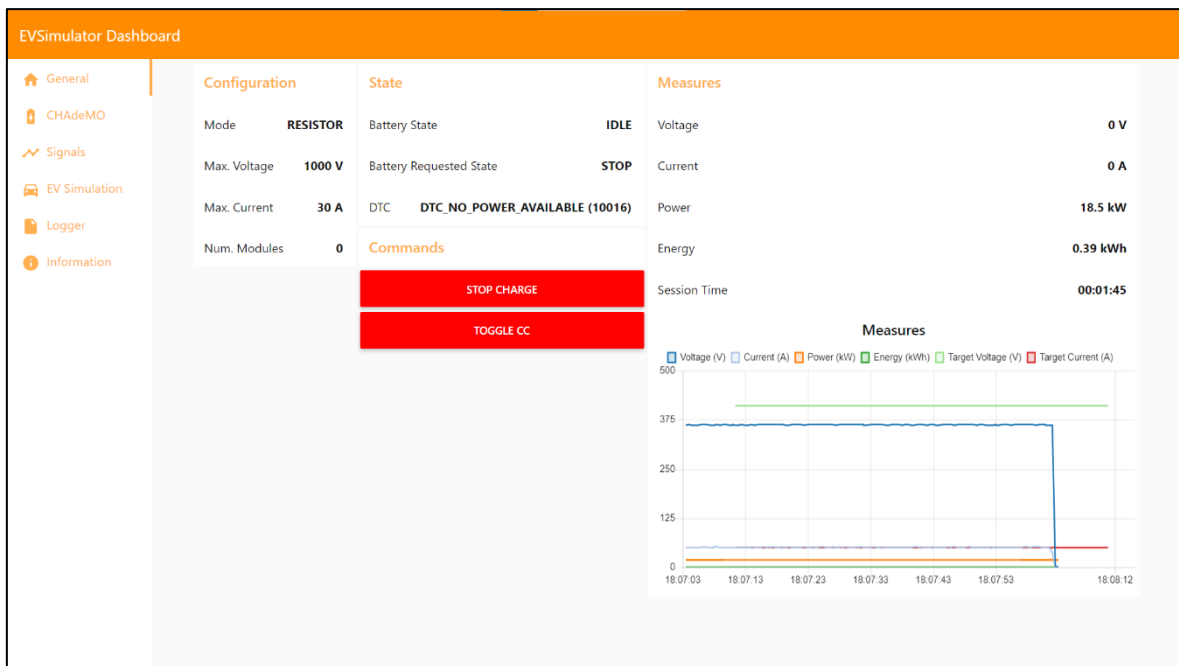 EVSimulator Dashboard
General
CHAdeMO
Signals
EV Simulation
Logger
Information
Configuration
Mode RESISTOR
Max. Voltage 1000 V
Max. Current 30 A
Num. Modules 0
State
Battery State IDLE
Battery Requested State STOP
DTC DTC_NO_POWER_AVAILABLE (10016)
Commands
STOP CHARGE
TOGGLE CC
Measures
Voltage 0 V
Current 0 A
Power 18.5 kW
Energy 0.39 kWh
Session Time 00:01:45
Measures
Voltage (V) Current (A) Power (kW) Energy (kWh) Target Voltage (V) Target Current (A)
500
375
250
125
0
18:07:03 18:07:13 18:07:23 18:07:33 18:07:43 18:07:53 18:08:12